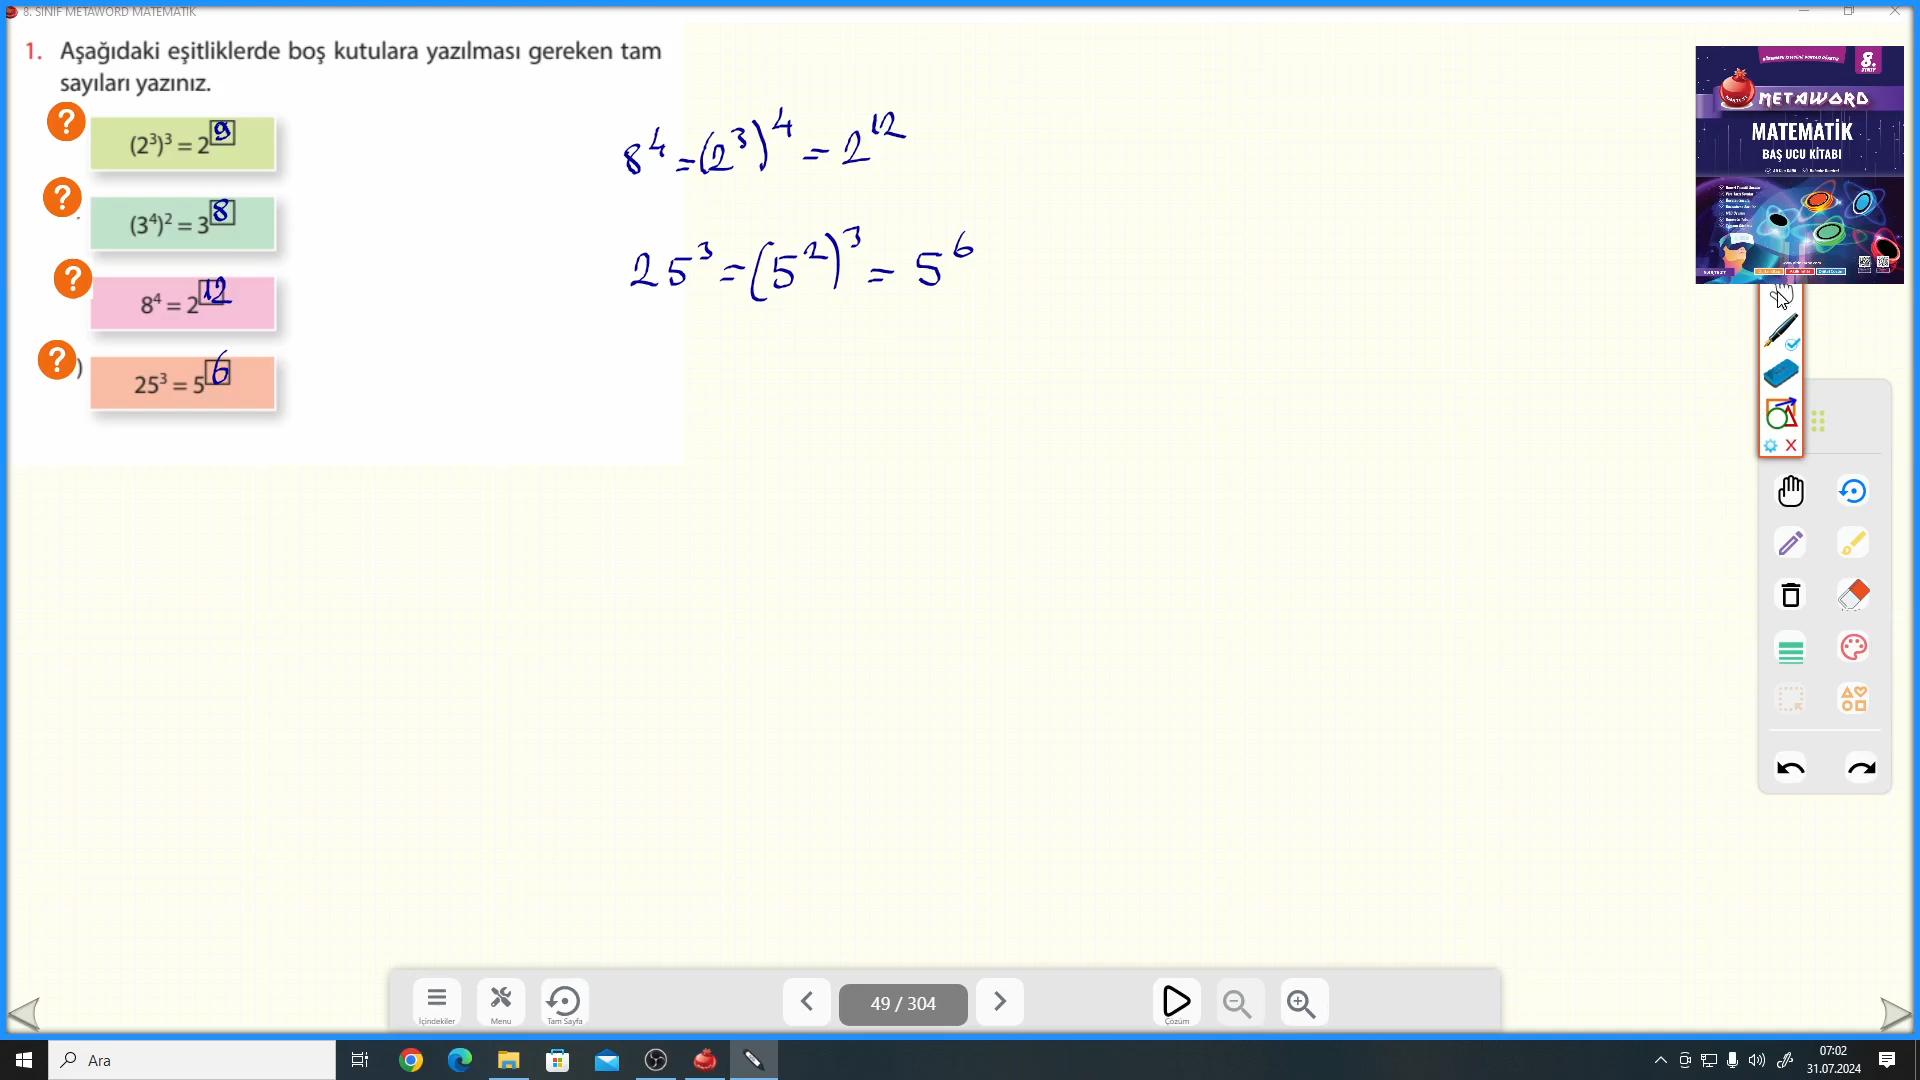 8. SINIF METAWORD MATEMATİK
1. Aşağıdaki eşitliklerde boş kutulara yazılması gereken tam
sayıları yazınız.
? (2³)³ = 2⁹
? (3⁴)² = 3⁸
? 8⁴ = 2¹²
? ) 25³ = 5⁶
8⁴ = (2³)⁴ = 2¹²
25³ = (5²)³ = 5⁶
8.
SINIF
METAWORD
MATEMATİK
BAŞ UCU KİTABI
İçindekiler
Menu
Tam Sayfa
49 / 304
Çözüm
Ara
07:02
31.07.2024